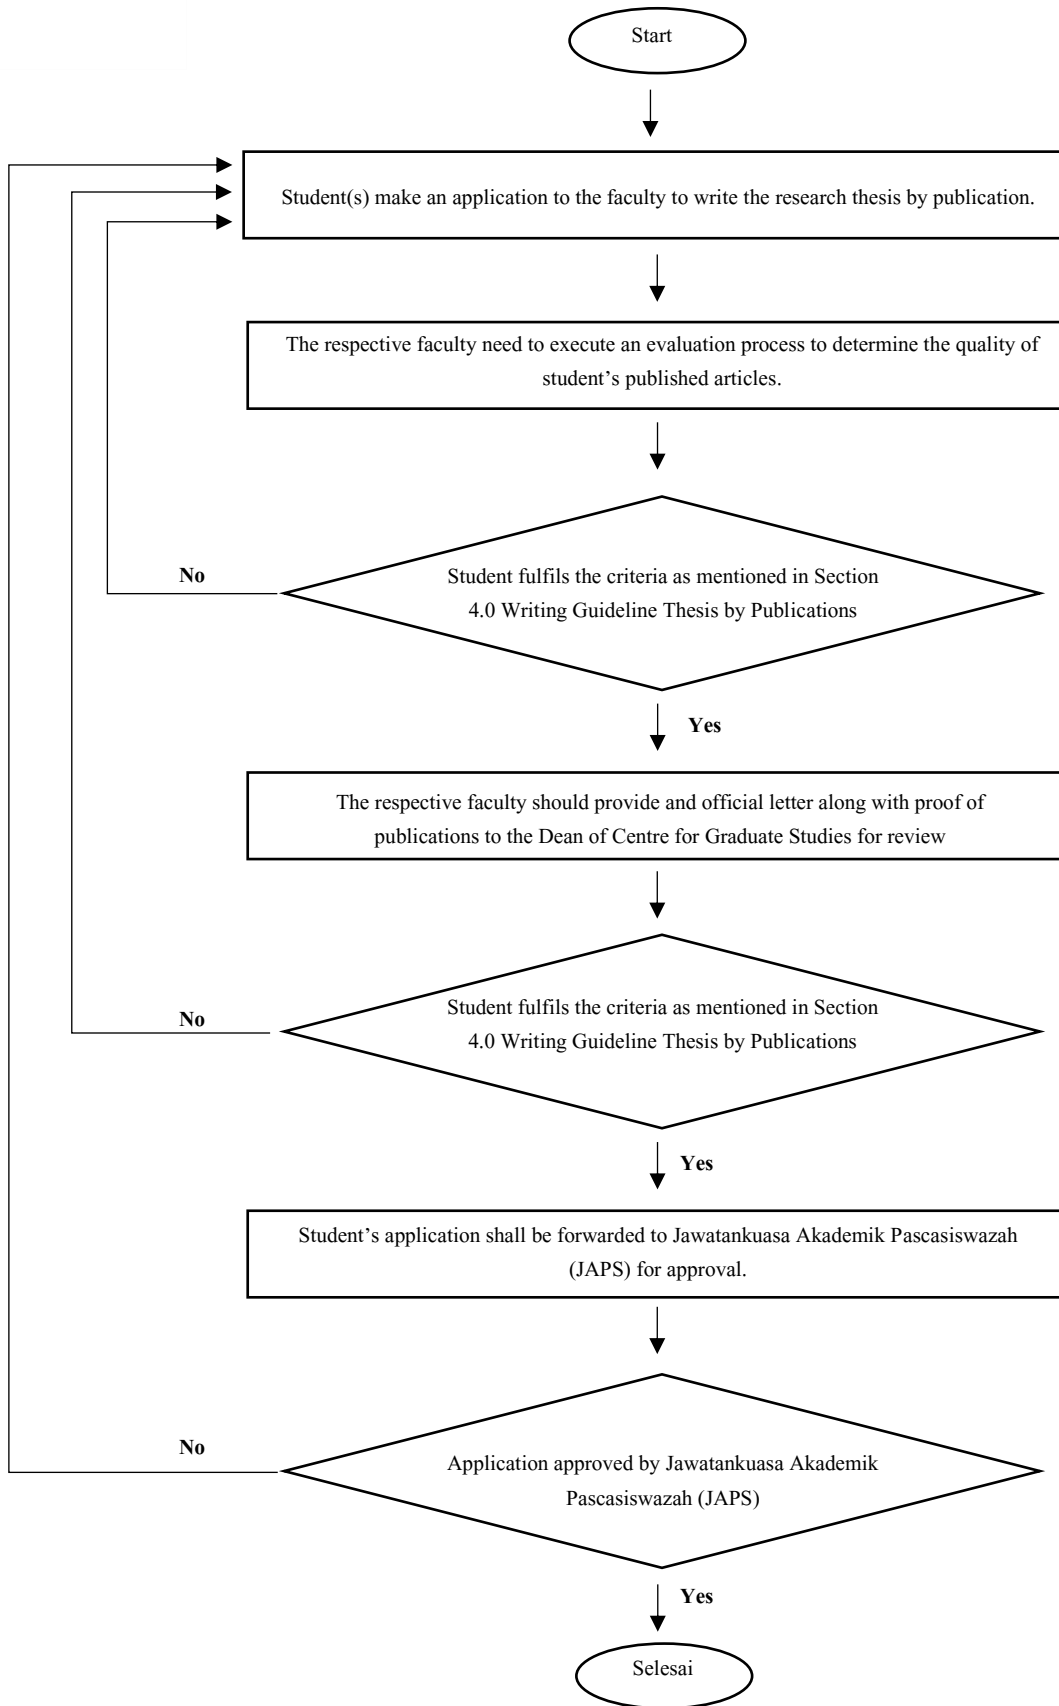 Start
Student(s) make an application to the faculty to write the research thesis by publication.
The respective faculty need to execute an evaluation process to determine the quality of
student’s published articles.
No
Student fulfils the criteria as mentioned in Section
4.0 Writing Guideline Thesis by Publications
Yes
The respective faculty should provide and official letter along with proof of
publications to the Dean of Centre for Graduate Studies for review
No
Student fulfils the criteria as mentioned in Section
4.0 Writing Guideline Thesis by Publications
Yes
Student’s application shall be forwarded to Jawatankuasa Akademik Pascasiswazah
(JAPS) for approval.
No
Application approved by Jawatankuasa Akademik
Pascasiswazah (JAPS)
Yes
Selesai